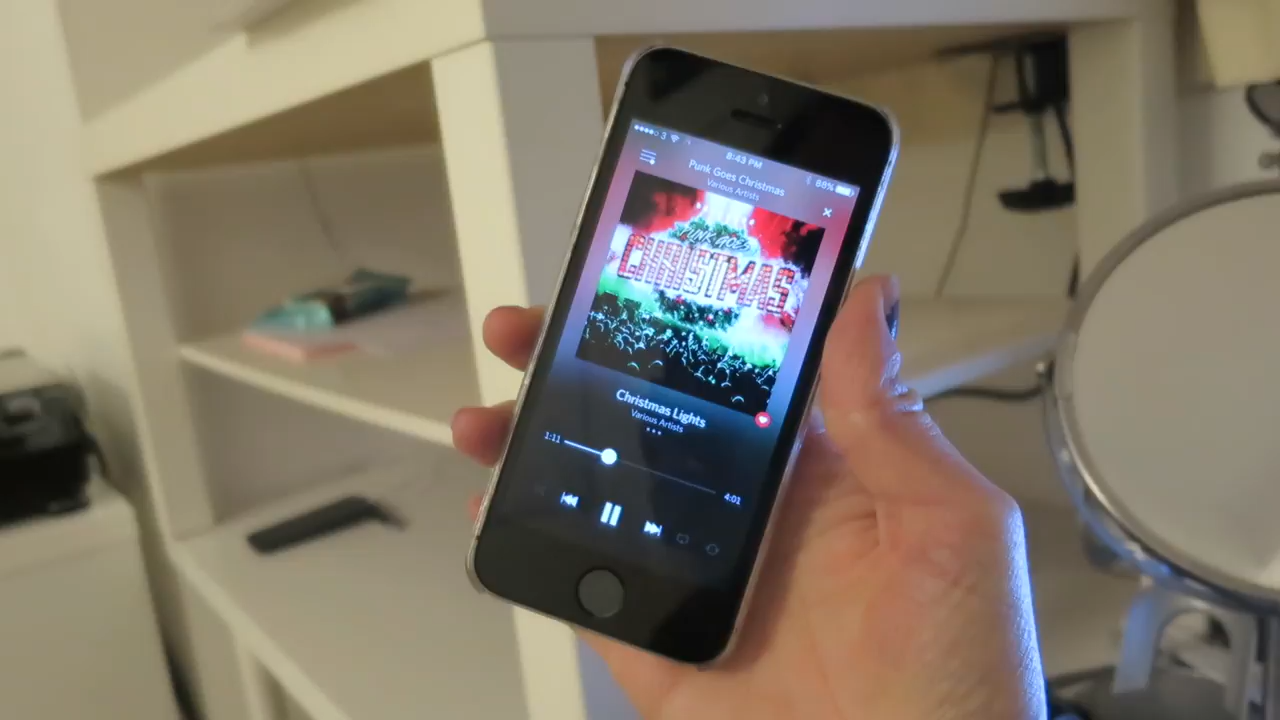 3
8:43 PM
88%
Punk Goes Christmas
Various Artists
PUNK GOES
CHRISTMAS
Christmas Lights
Various Artists
1:11
4:01